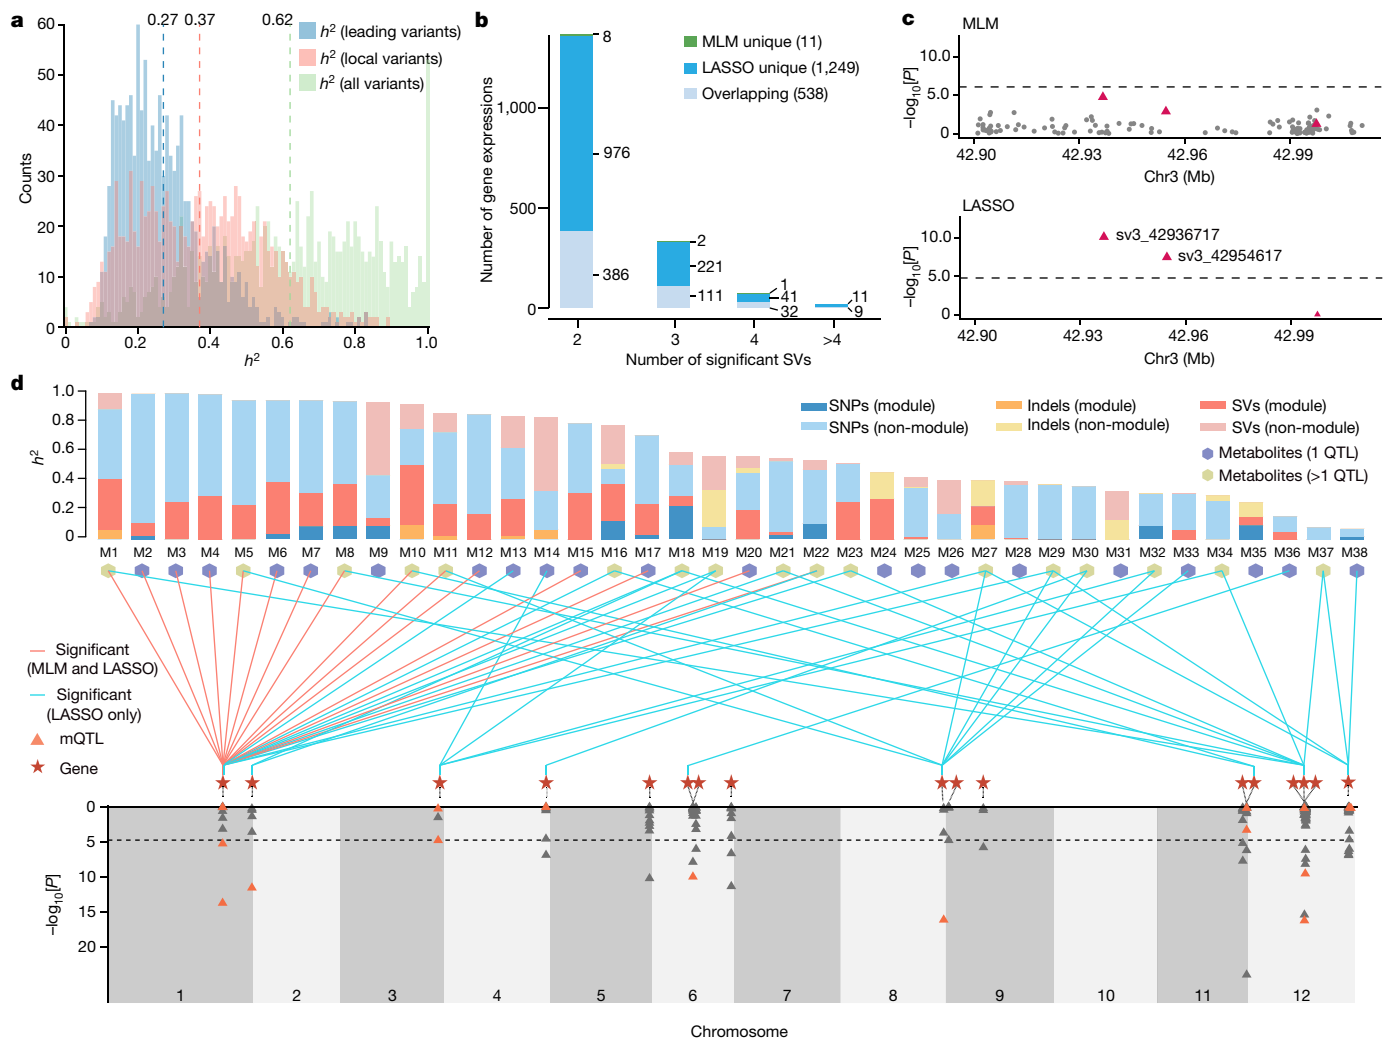 a
0.27 0.37 0.62
h² (leading variants)
h² (local variants)
h² (all variants)
60
50
40
30
20
10
0
Counts
0 0.2 0.4 0.6 0.8 1.0
h²
b
MLM unique (11)
LASSO unique (1,249)
Overlapping (538)
Number of gene expressions
1,000
500
0
8
976
386
2
221
111
1
41
32
11
9
2 3 4 >4
Number of significant SVs
c
MLM
10.0
5.0
0
−log10[P]
42.90 42.93 42.96 42.99
Chr3 (Mb)
LASSO
10.0
5.0
0
−log10[P]
sv3_42936717
sv3_42954617
42.90 42.93 42.96 42.99
Chr3 (Mb)
d
1.0
0.8
0.6
0.4
0.2
0
h²
SNPs (module) Indels (module) SVs (module)
SNPs (non-module) Indels (non-module) SVs (non-module)
Metabolites (1 QTL)
Metabolites (>1 QTL)
M1 M2 M3 M4 M5 M6 M7 M8 M9 M10 M11 M12 M13 M14 M15 M16 M17 M18 M19 M20 M21 M22 M23 M24 M25 M26 M27 M28 M29 M30 M31 M32 M33 M34 M35 M36 M37 M38
Significant
(MLM and LASSO)
Significant
(LASSO only)
mQTL
Gene
0
5
10
15
20
−log10[P]
1 2 3 4 5 6 7 8 9 10 11 12
Chromosome